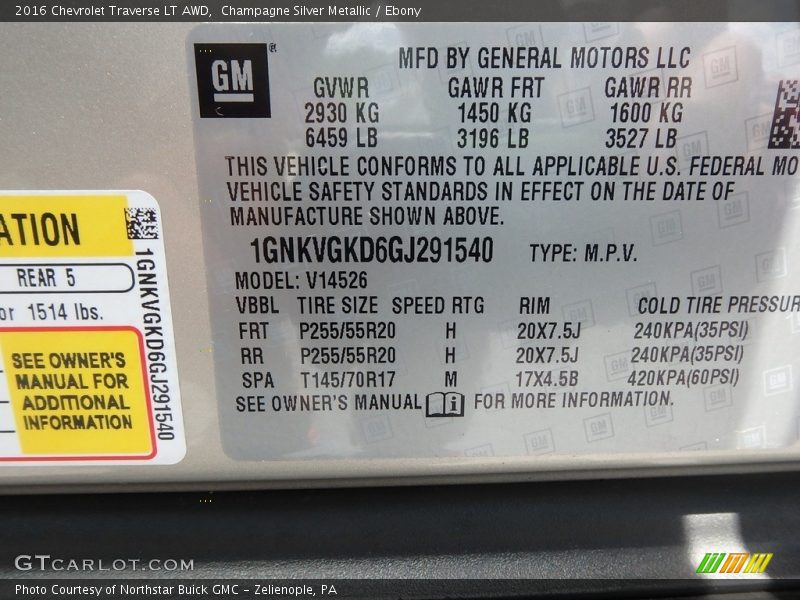 2016 Chevrolet Traverse LT AWD, Champagne Silver Metallic / Ebony
GM ®
MFD BY GENERAL MOTORS LLC
GVWR GAWR FRT GAWR RR
2930 KG 1450 KG 1600 KG
6459 LB 3196 LB 3527 LB
THIS VEHICLE CONFORMS TO ALL APPLICABLE U.S. FEDERAL MO
VEHICLE SAFETY STANDARDS IN EFFECT ON THE DATE OF
MANUFACTURE SHOWN ABOVE.
1GNKVGKD6GJ291540 TYPE: M.P.V.
MODEL: V14526
VBBL TIRE SIZE SPEED RTG RIM COLD TIRE PRESSUR
FRT P255/55R20 H 20X7.5J 240KPA(35PSI)
RR P255/55R20 H 20X7.5J 240KPA(35PSI)
SPA T145/70R17 M 17X4.5B 420KPA(60PSI)
SEE OWNER'S MANUAL FOR MORE INFORMATION.
ATION
REAR 5
or 1514 lbs.
SEE OWNER'S
MANUAL FOR
ADDITIONAL
INFORMATION
1GNKVGKD6GJ291540
GTCARLOT.COM
Photo Courtesy of Northstar Buick GMC - Zelienople, PA